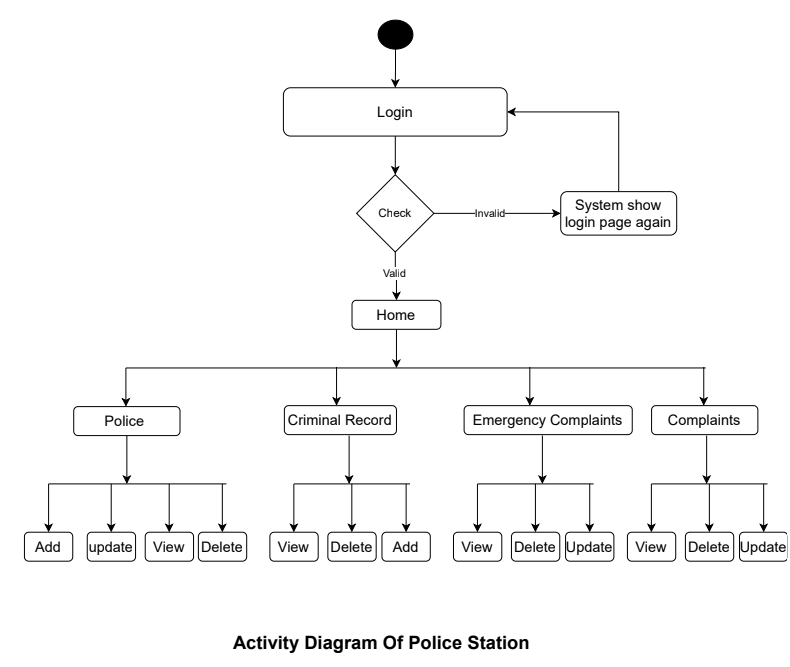 Login
System show
login page again
Check
Invalid
Valid
Home
Police
Criminal Record
Emergency Complaints
Complaints
Add
update
View
Delete
View
Delete
Add
View
Delete
Update
View
Delete
Update
Activity Diagram Of Police Station